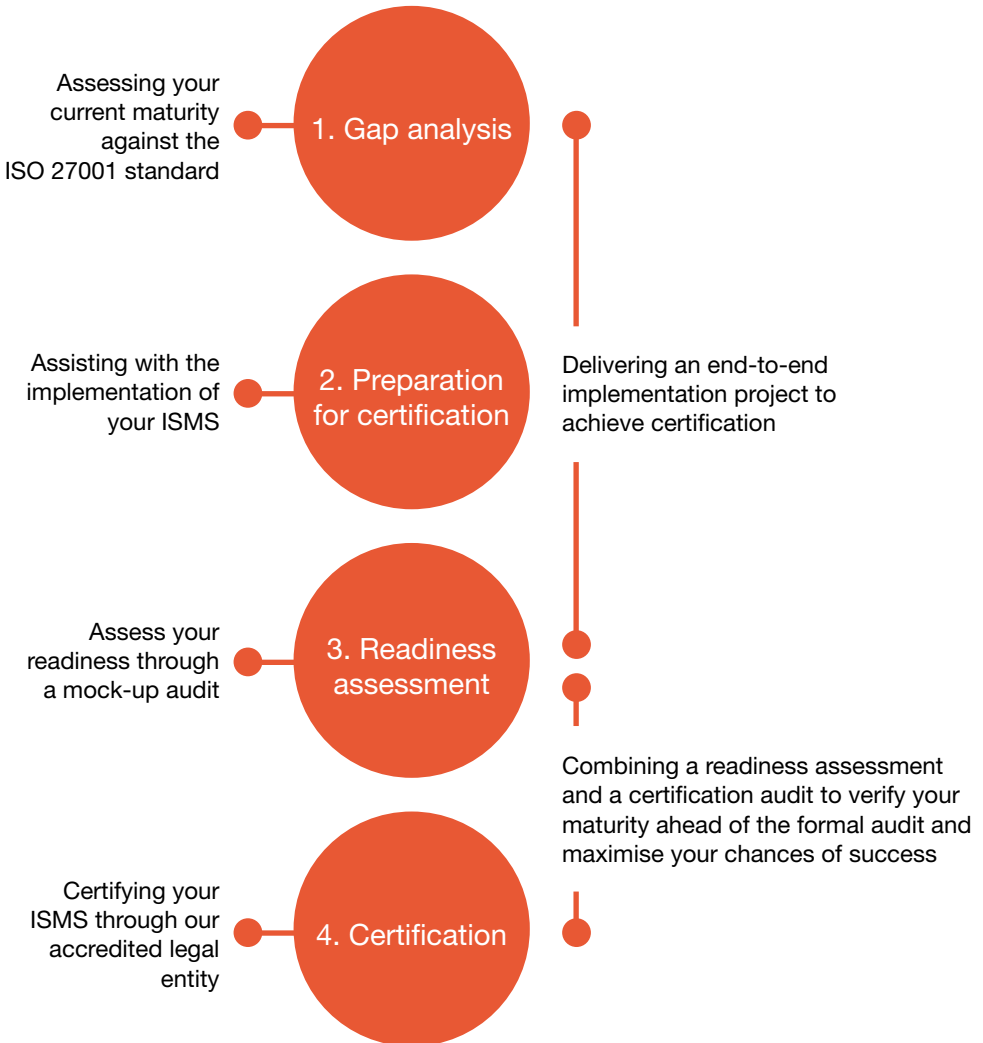 Assessing your
current maturity
against the
ISO 27001 standard
1. Gap analysis
Assisting with the
implementation of
your ISMS
2. Preparation
for certification
Delivering an end-to-end
implementation project to
achieve certification
Assess your
readiness through
a mock-up audit
3. Readiness
assessment
Combining a readiness assessment
and a certification audit to verify your
maturity ahead of the formal audit and
maximise your chances of success
Certifying your
ISMS through our
accredited legal
entity
4. Certification